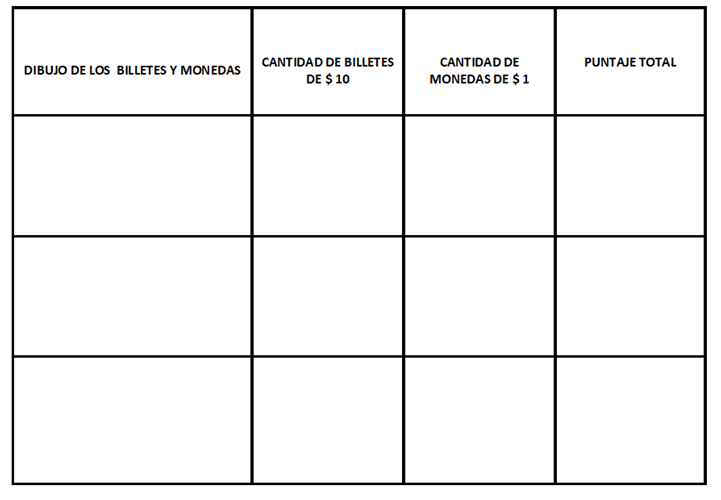 DIBUJO DE LOS  BILLETES Y MONEDAS
CANTIDAD DE BILLETES
DE $ 10
CANTIDAD DE
MONEDAS DE $ 1
PUNTAJE TOTAL